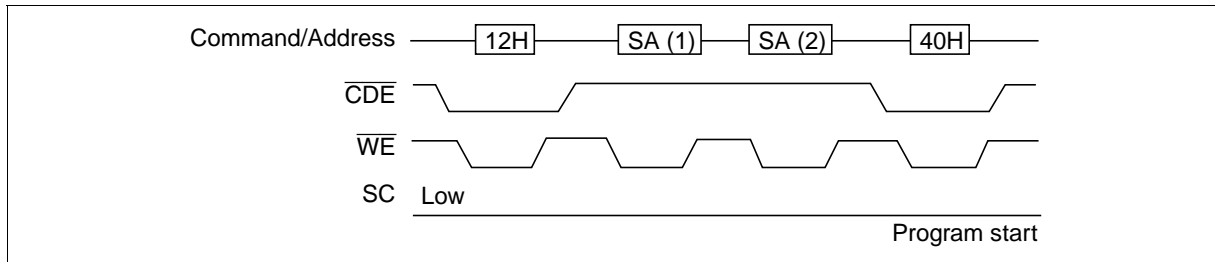 Command/Address 12H SA (1) SA (2) 40H
CDE
WE
SC Low
Program start